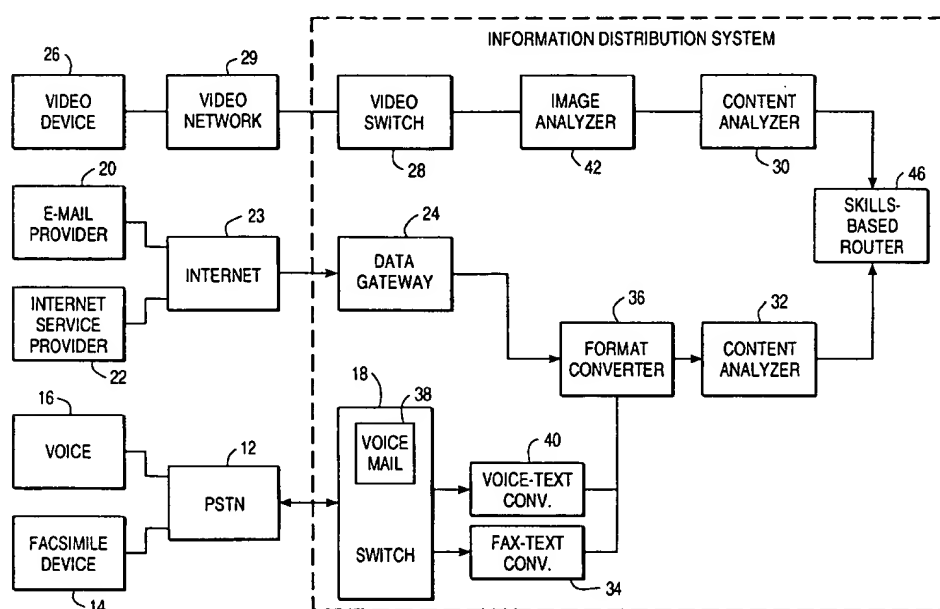 INFORMATION DISTRIBUTION SYSTEM
26
VIDEO
DEVICE
29
VIDEO
NETWORK
VIDEO
SWITCH
28
IMAGE
ANALYZER
42
CONTENT
ANALYZER
30
46
SKILLS-
BASED
ROUTER
20
E-MAIL
PROVIDER
23
INTERNET
24
DATA
GATEWAY
INTERNET
SERVICE
PROVIDER
22
36
FORMAT
CONVERTER
32
CONTENT
ANALYZER
16
VOICE
12
PSTN
18
38
VOICE
MAIL
SWITCH
40
VOICE-TEXT
CONV.
FAX-TEXT
CONV.
34
FACSIMILE
DEVICE
14